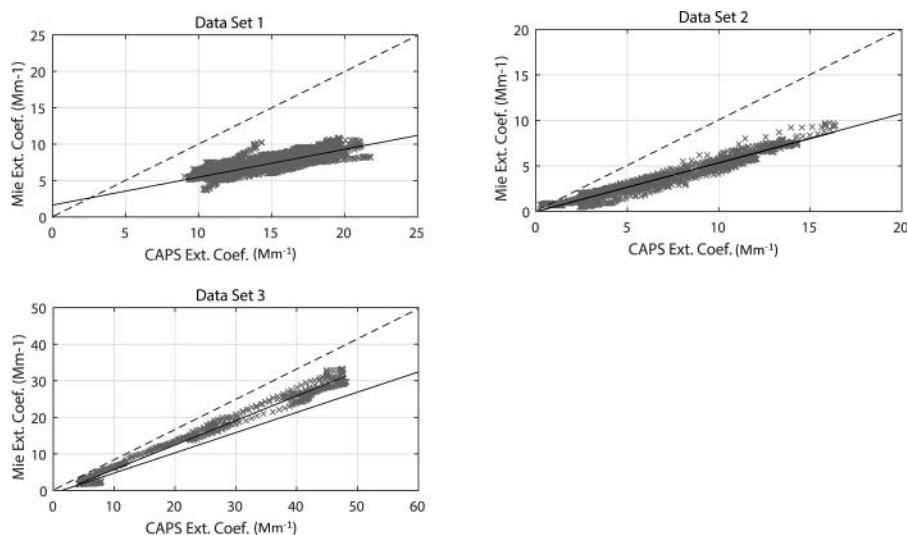 Data Set 1
25
20
15
10
5
0
Mie Ext. Coef. (Mm-1)
0 5 10 15 20 25
CAPS Ext. Coef. (Mm⁻¹)
Data Set 2
20
15
10
5
0
Mie Ext. Coef. (Mm-1)
0 5 10 15 20
CAPS Ext. Coef. (Mm⁻¹)
Data Set 3
50
40
30
20
10
0
Mie Ext. Coef. (Mm-1)
0 10 20 30 40 50 60
CAPS Ext. Coef. (Mm⁻¹)